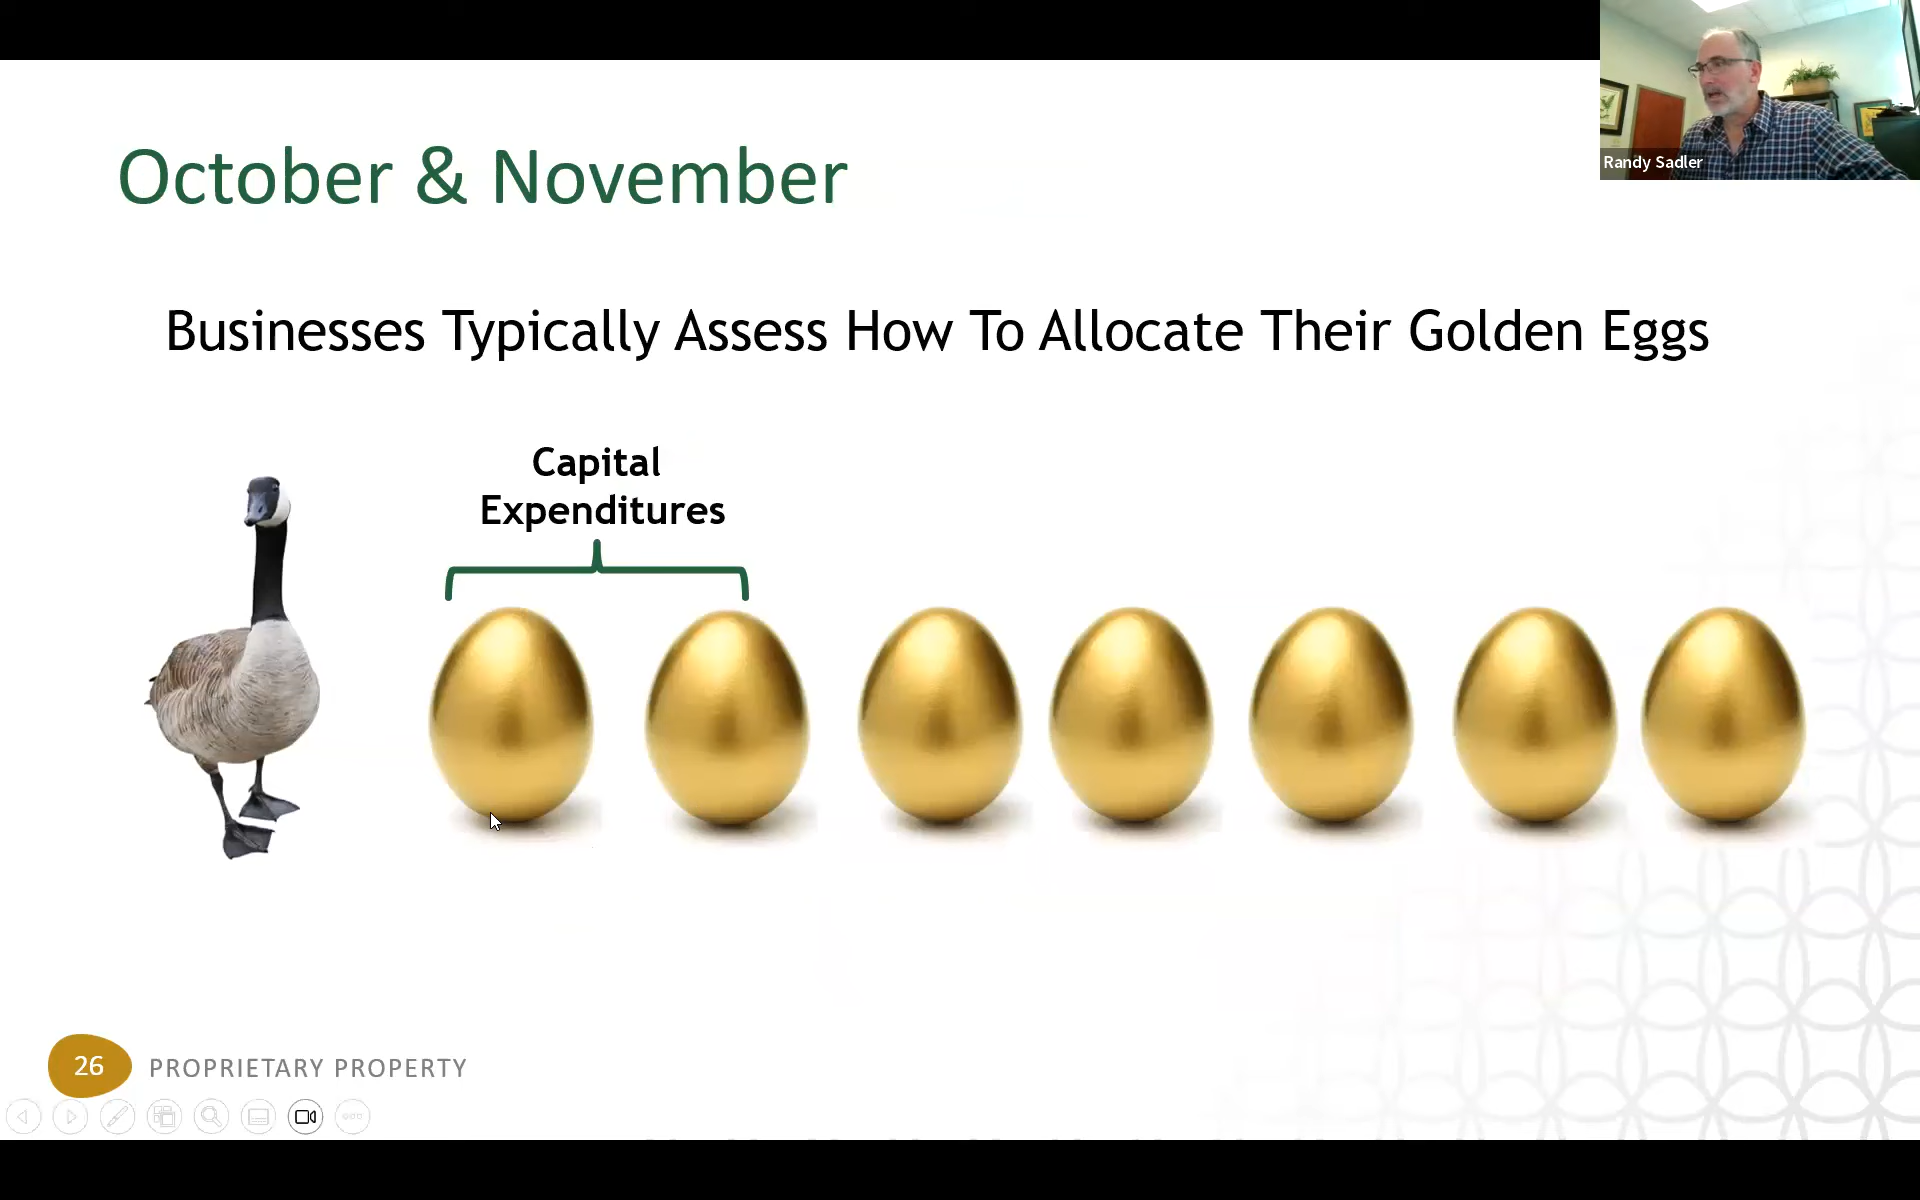 October & November
Randy Sadler
Businesses Typically Assess How To Allocate Their Golden Eggs
Capital
Expenditures
26
PROPRIETARY PROPERTY